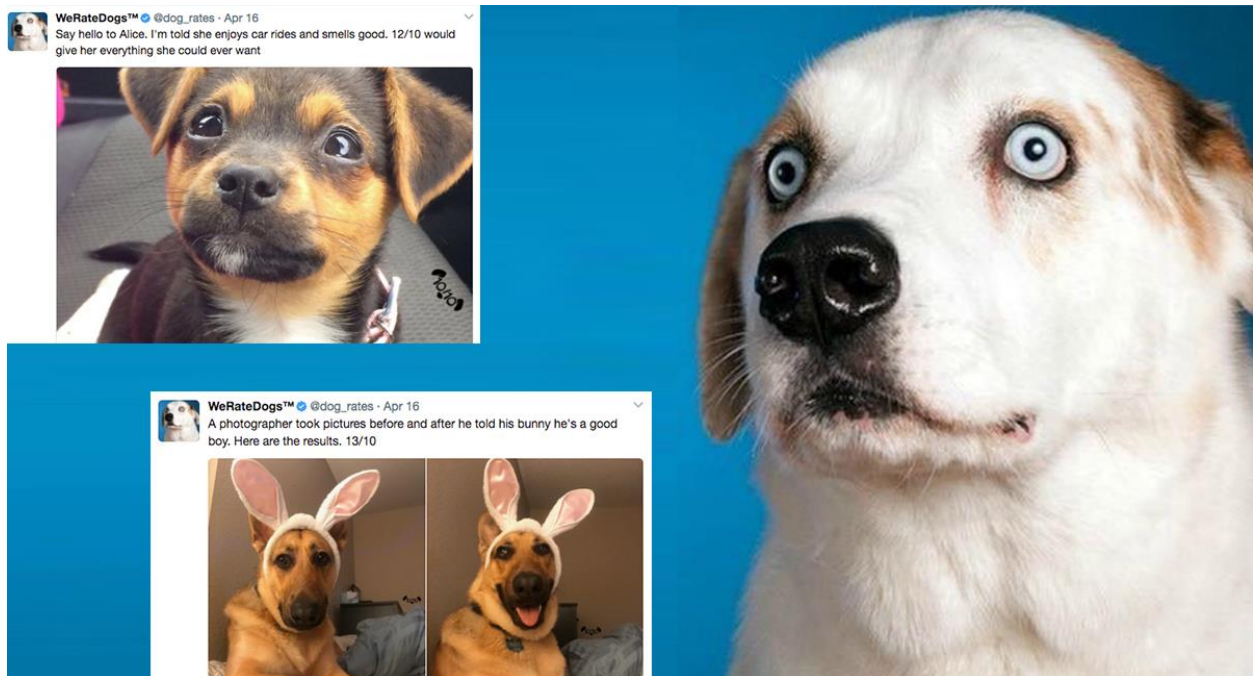 WeRateDogs™ @dog_rates · Apr 16
Say hello to Alice. I'm told she enjoys car rides and smells good. 12/10 would
give her everything she could ever want
10/10
WeRateDogs™ @dog_rates · Apr 16
A photographer took pictures before and after he told his bunny he's a good
boy. Here are the results. 13/10